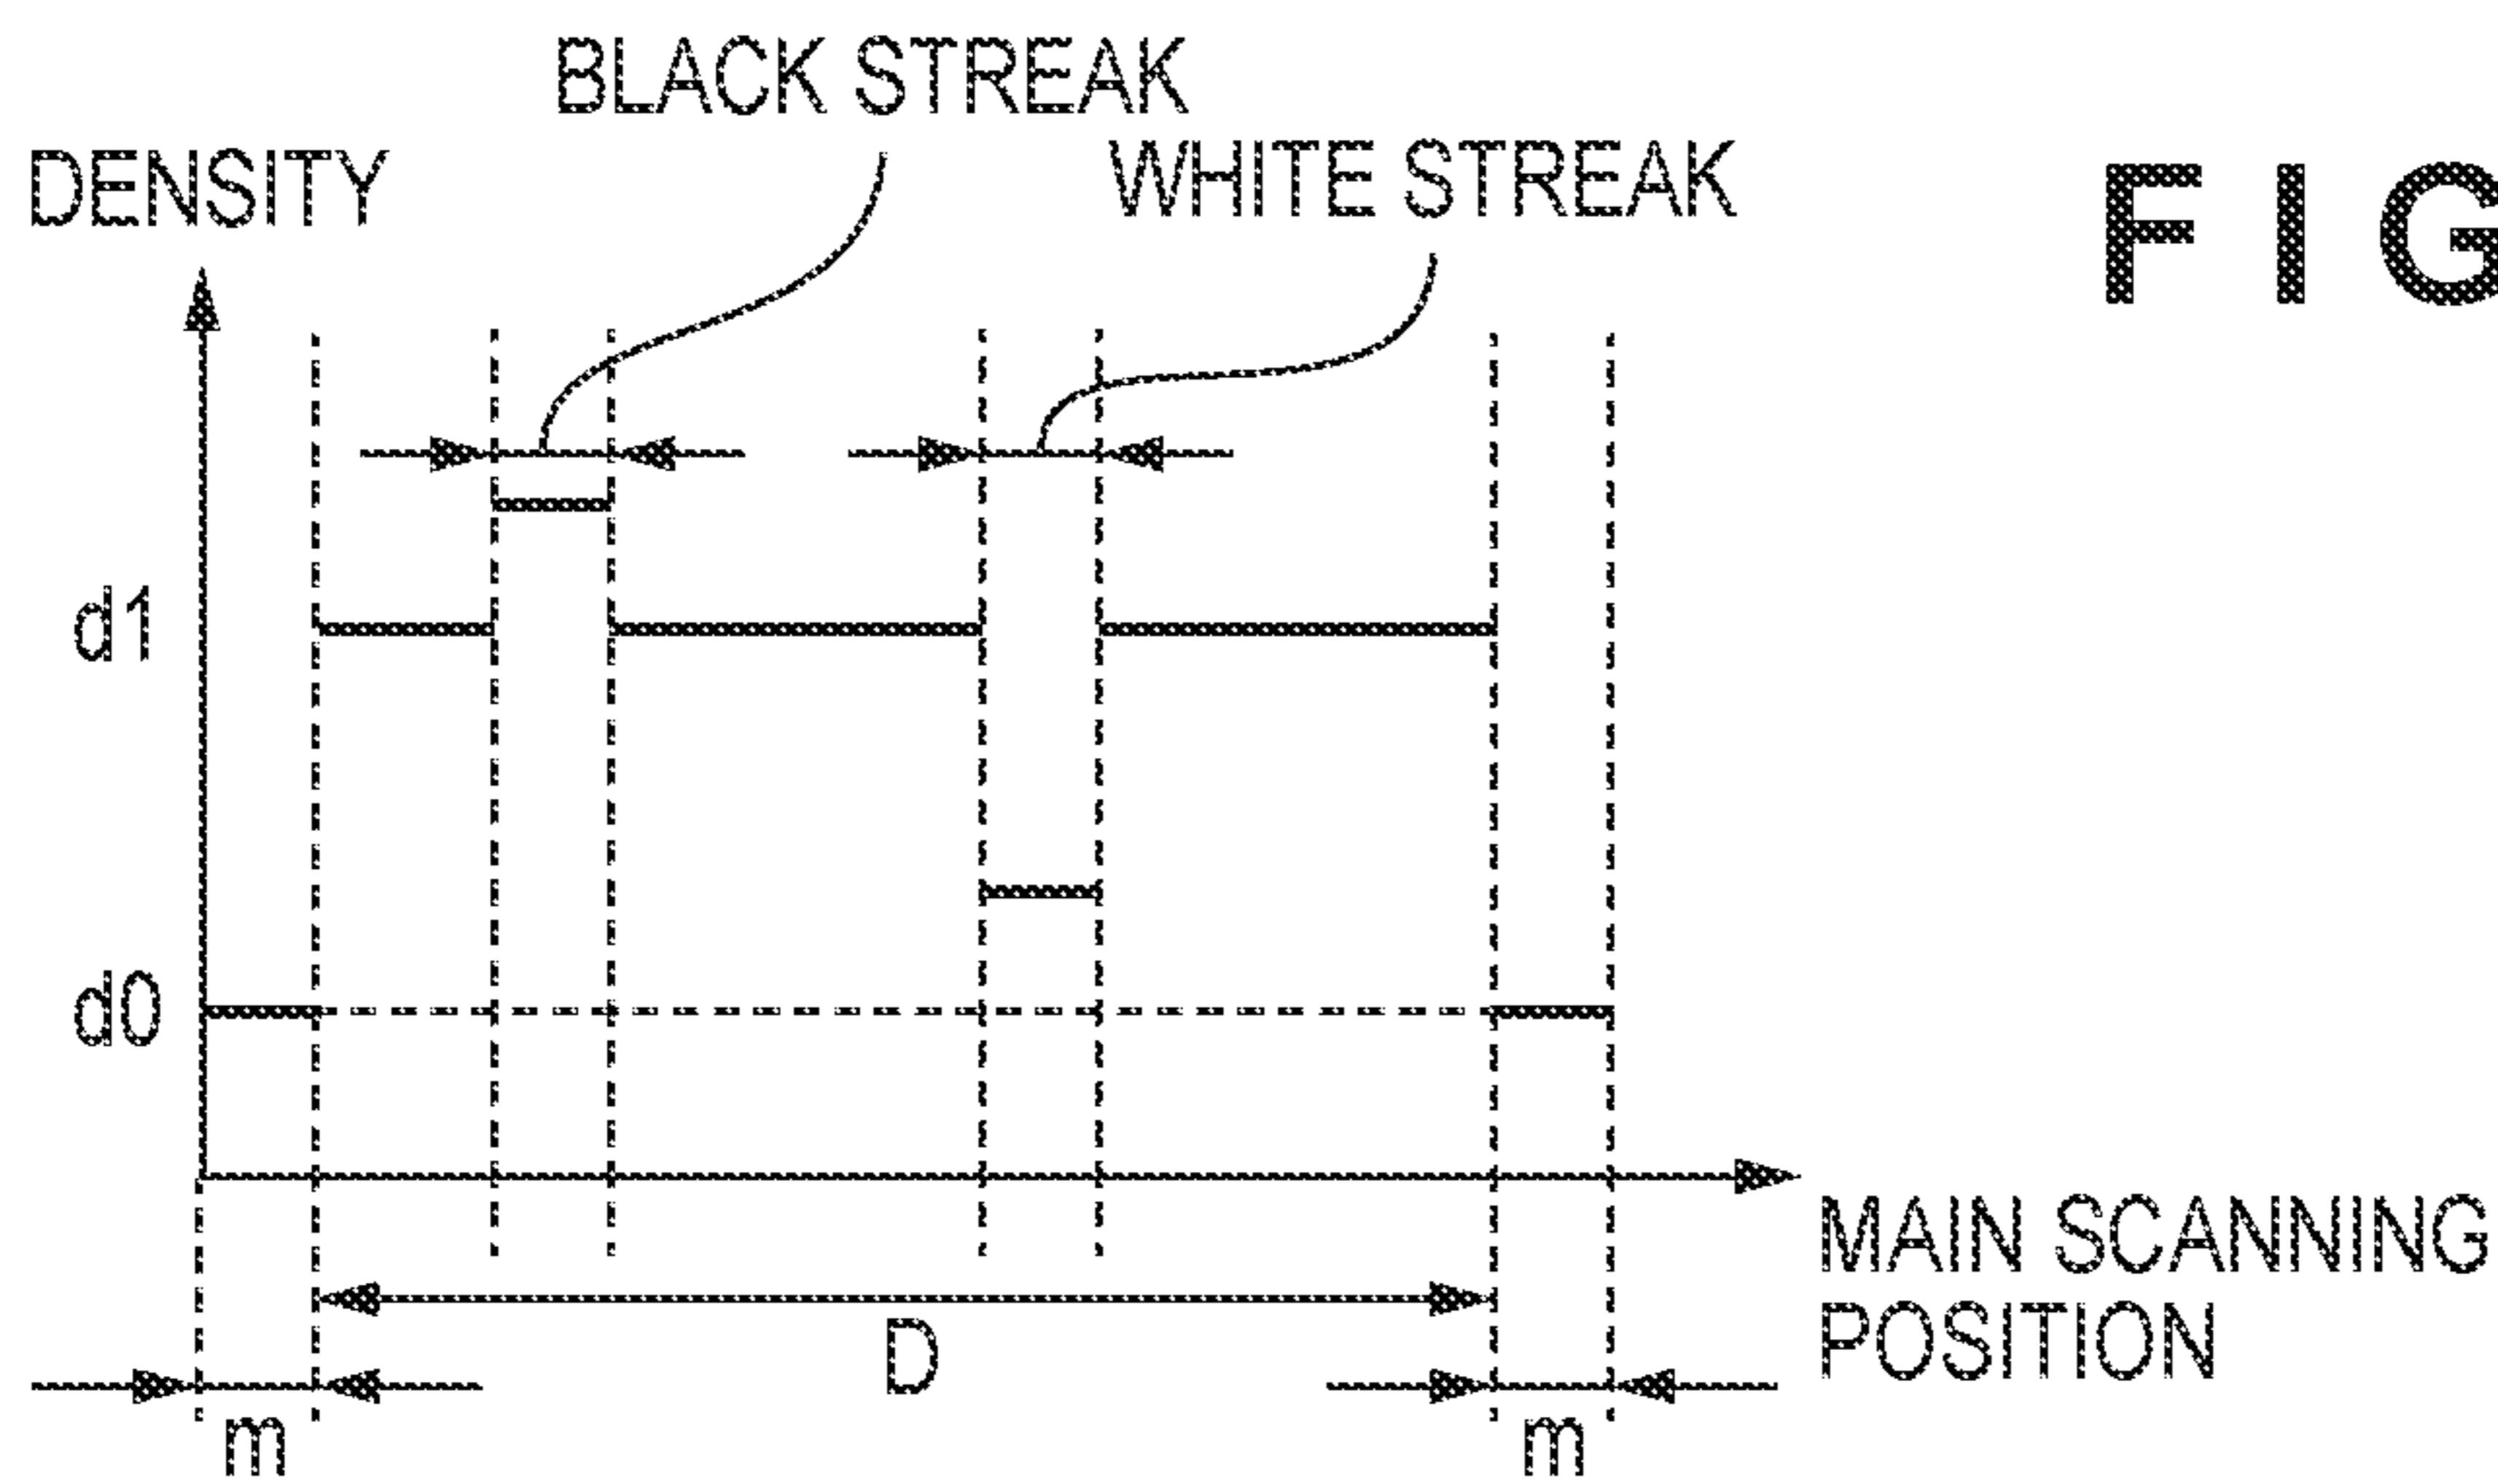 BLACK STREAK
DENSITY
WHITE STREAK
FIG
d1
d0
MAIN SCANNING
POSITION
D
m
m